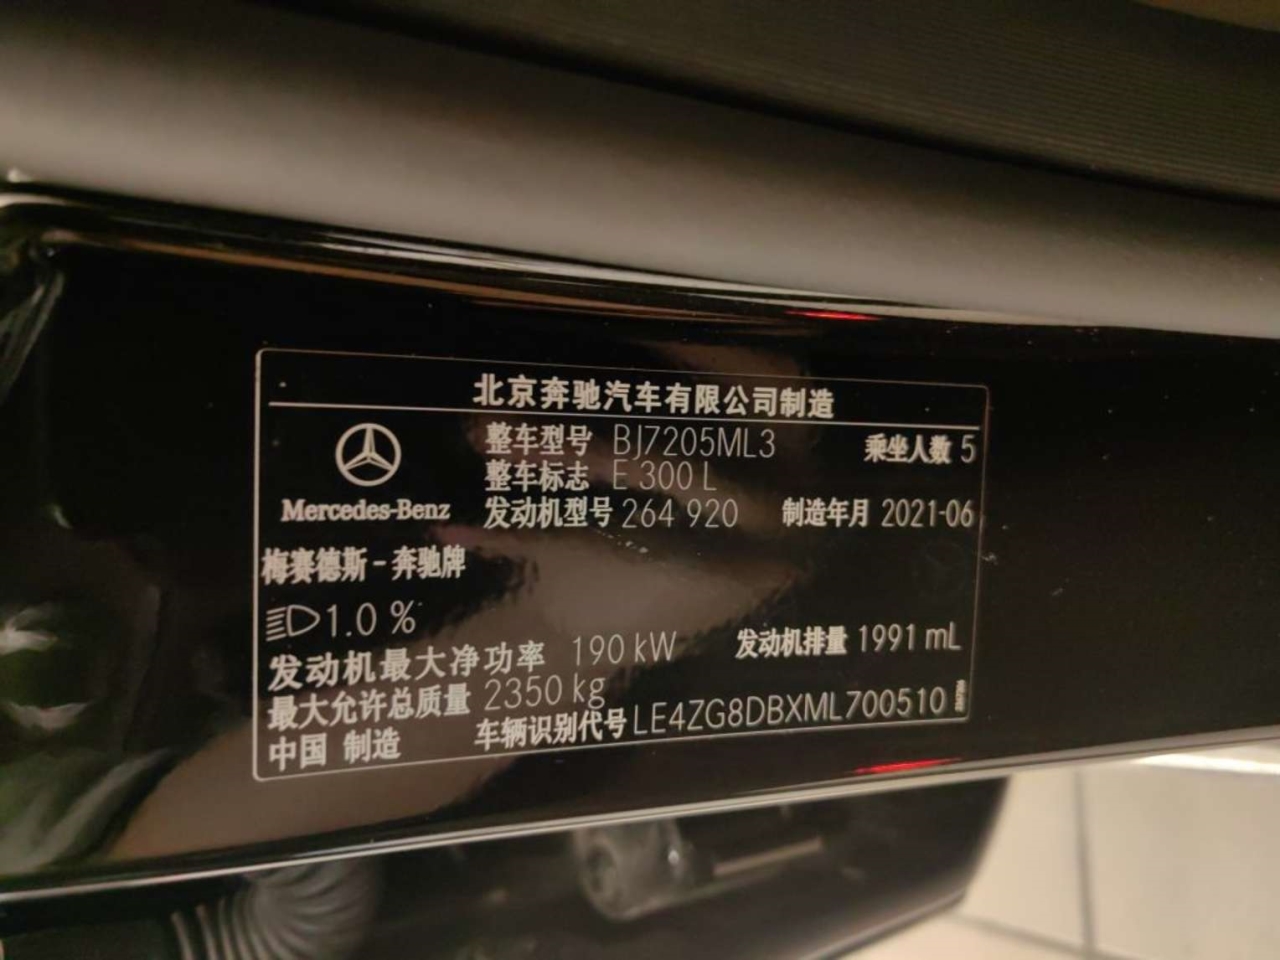 北京奔驰汽车有限公司制造
整车型号 BJ7205ML3 乘坐人数 5
整车标志 E 300 L
Mercedes-Benz 发动机型号 264 920 制造年月 2021-06
梅赛德斯-奔驰牌
1.0 %
发动机最大净功率 190 kW 发动机排量 1991 mL
最大允许总质量 2350 kg
中国 制造 车辆识别代号 LE4ZG8DBXML700510